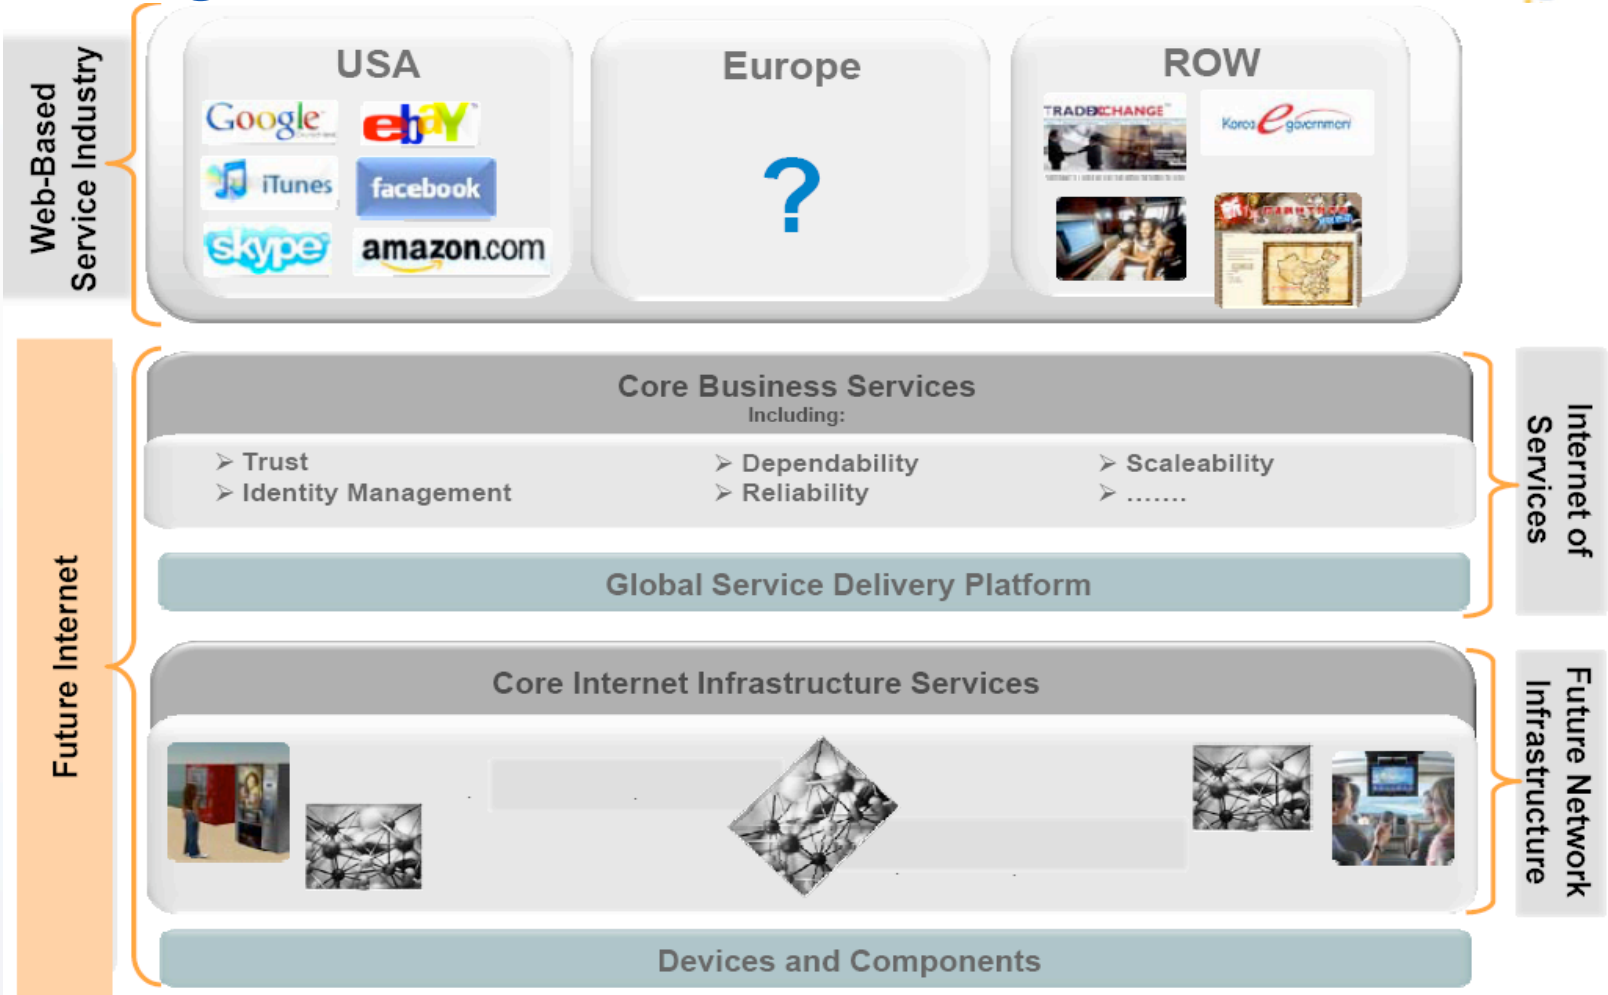 Web-Based
Service Industry
USA
Google
ebaY
iTunes
facebook
skype
amazon.com
Europe
?
ROW
TRADEXCHANGE
Korea e government
Future Internet
Core Business Services
Including:
➢ Trust
➢ Identity Management
➢ Dependability
➢ Reliability
➢ Scaleability
➢ .......
Global Service Delivery Platform
Internet of
Services
Core Internet Infrastructure Services
Future Network
Infrastructure
Devices and Components